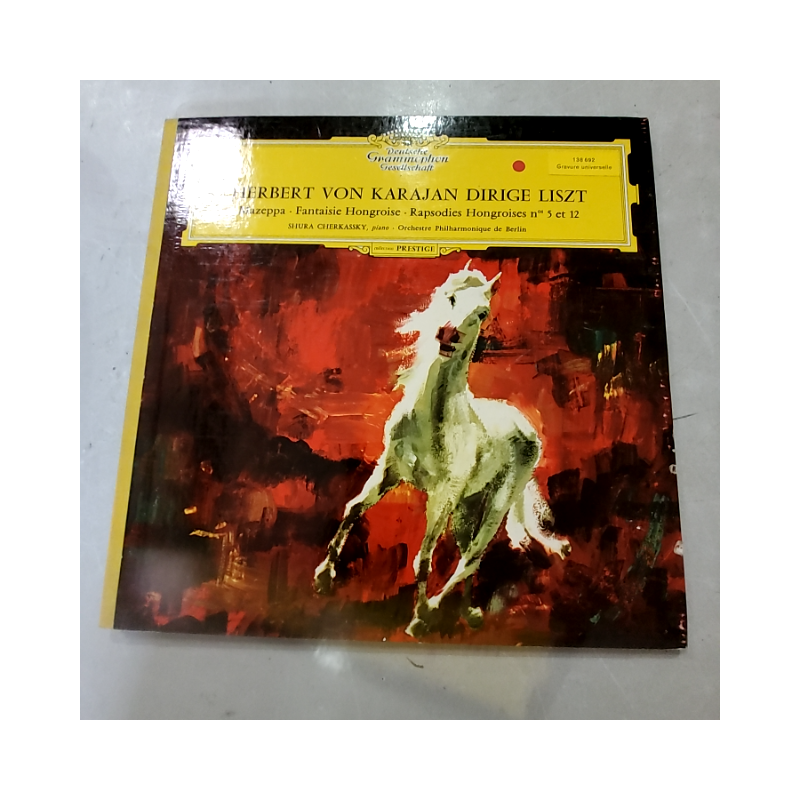 Deutsche
Grammophon
Gesellschaft
138 692
Gravure universelle
HERBERT VON KARAJAN DIRIGE LISZT
Mazeppa · Fantaisie Hongroise · Rapsodies Hongroises nos 5 et 12
SHURA CHERKASSKY, piano · Orchestre Philharmonique de Berlin
PRESTIGE